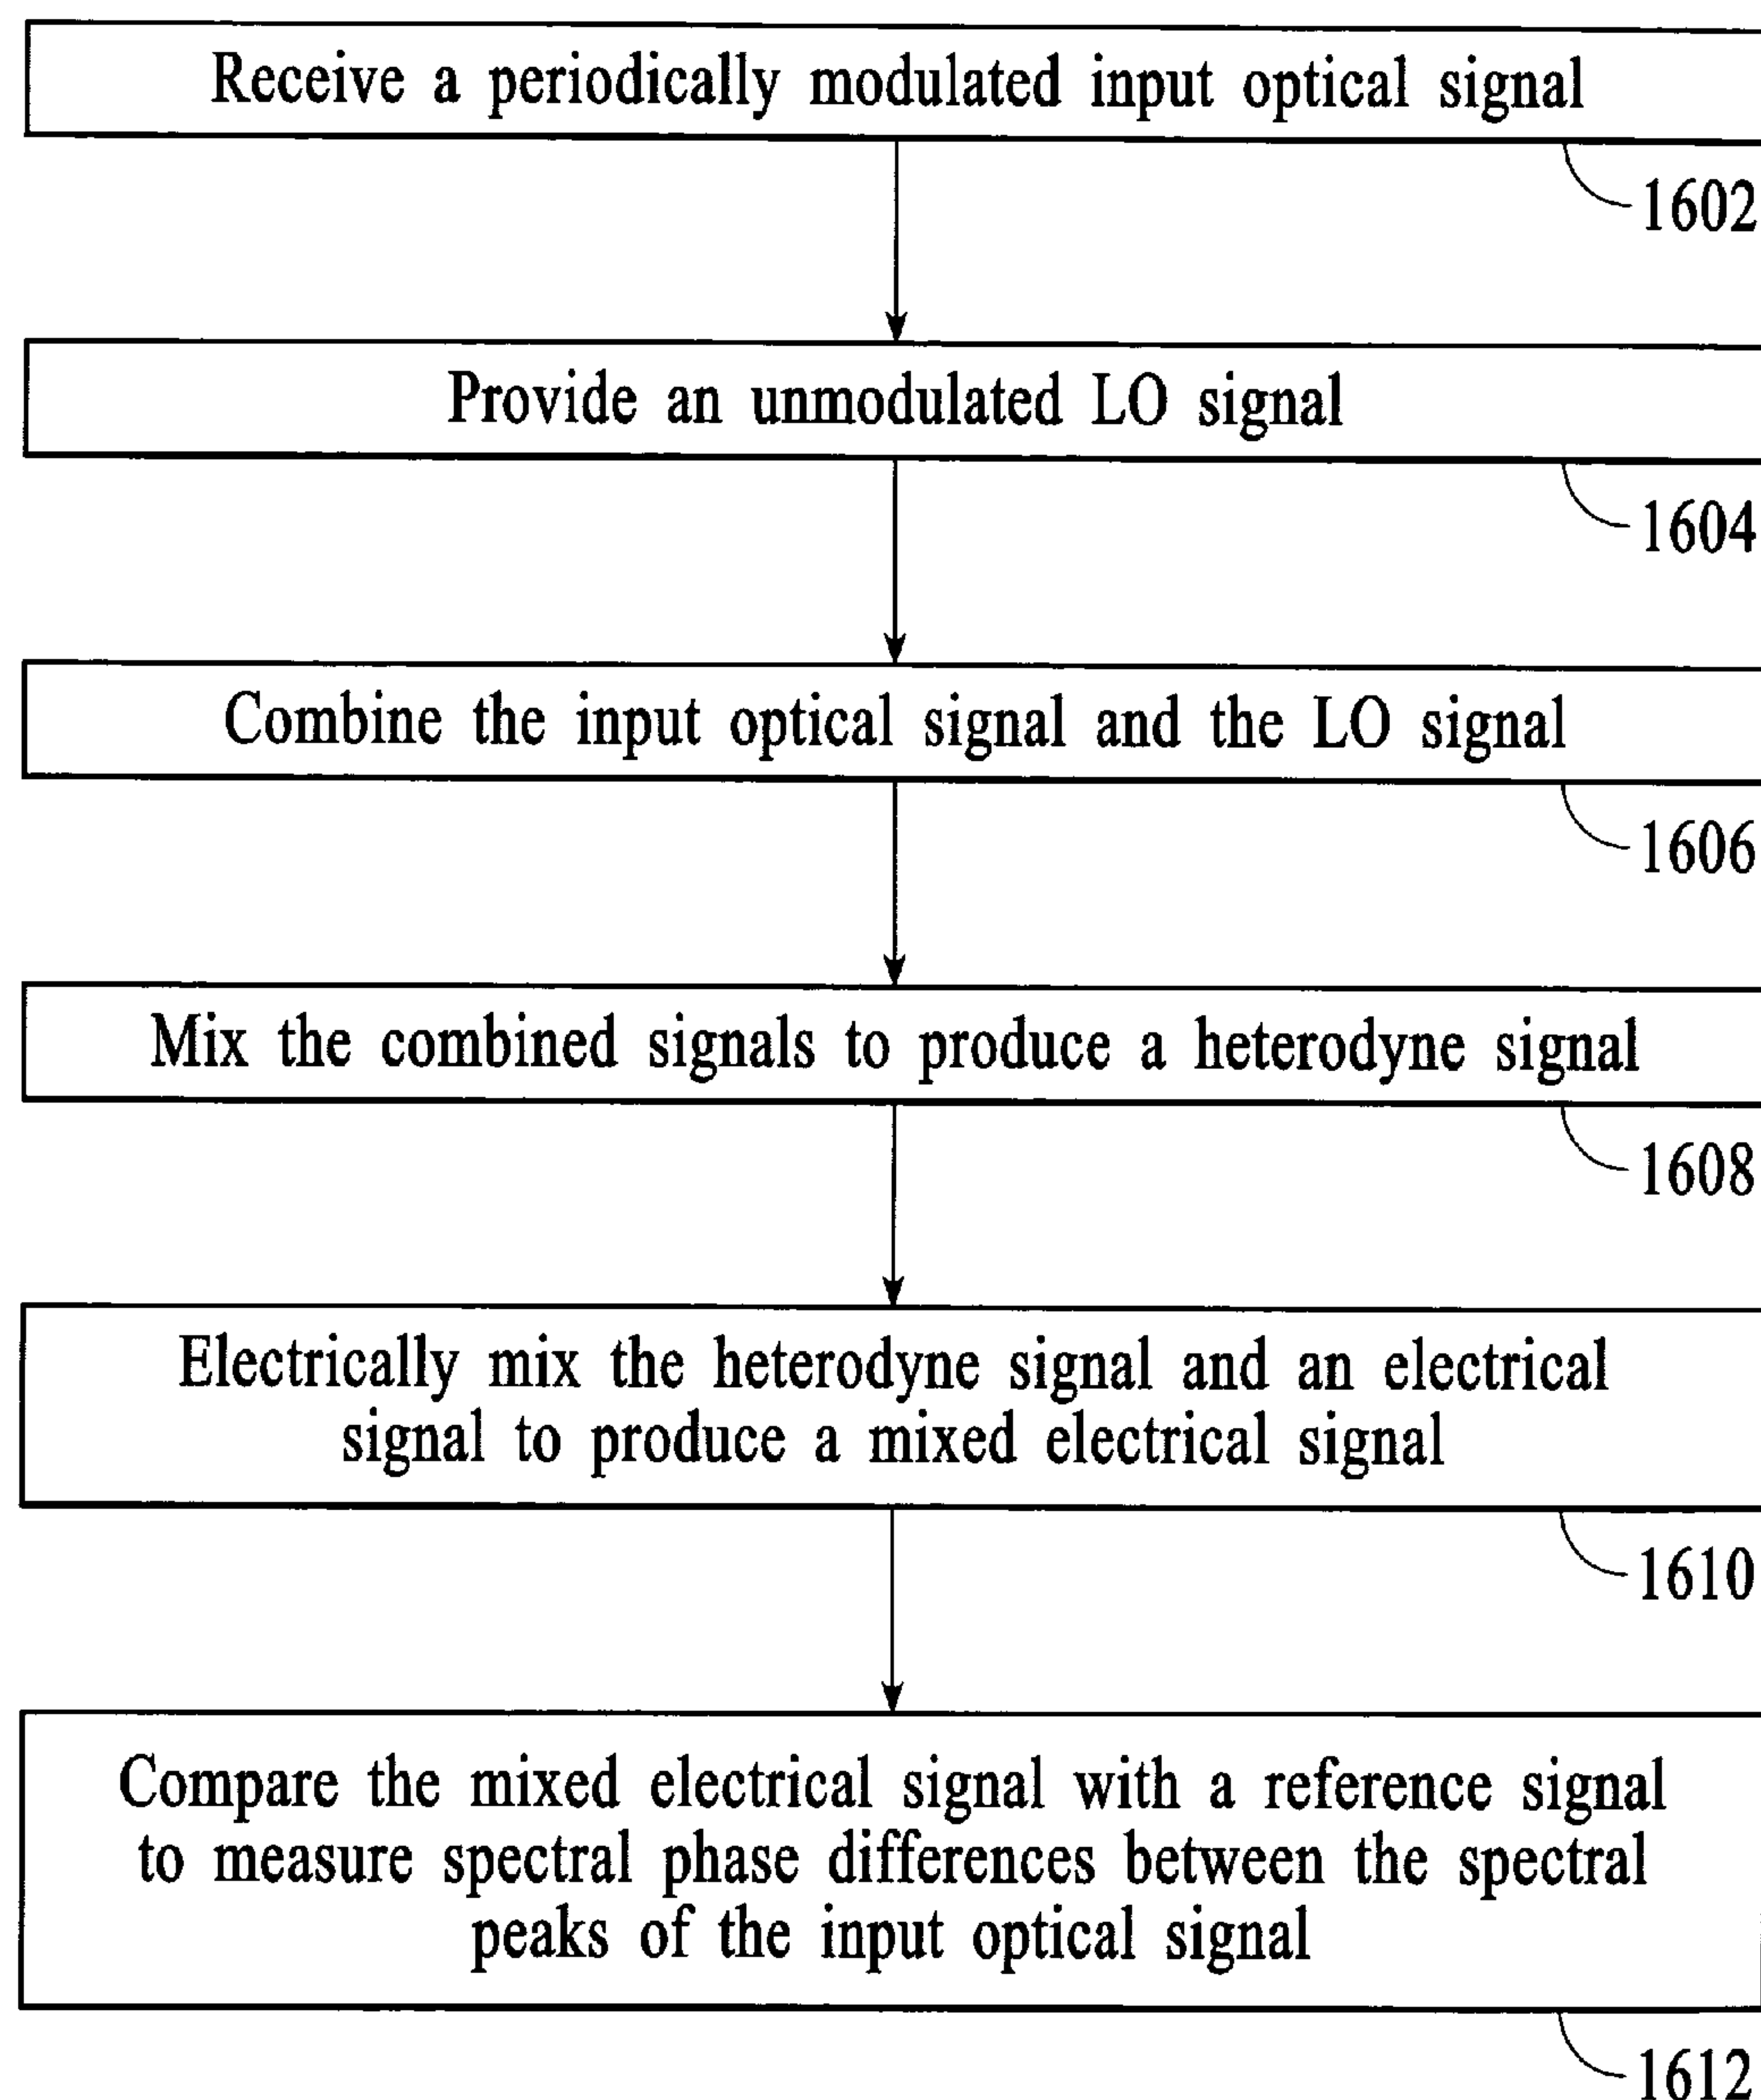 Receive a periodically modulated input optical signal
1602
Provide an unmodulated LO signal
1604
Combine the input optical signal and the LO signal
1606
Mix the combined signals to produce a heterodyne signal
1608
Electrically mix the heterodyne signal and an electrical
signal to produce a mixed electrical signal
1610
Compare the mixed electrical signal with a reference signal
to measure spectral phase differences between the spectral
peaks of the input optical signal
1612